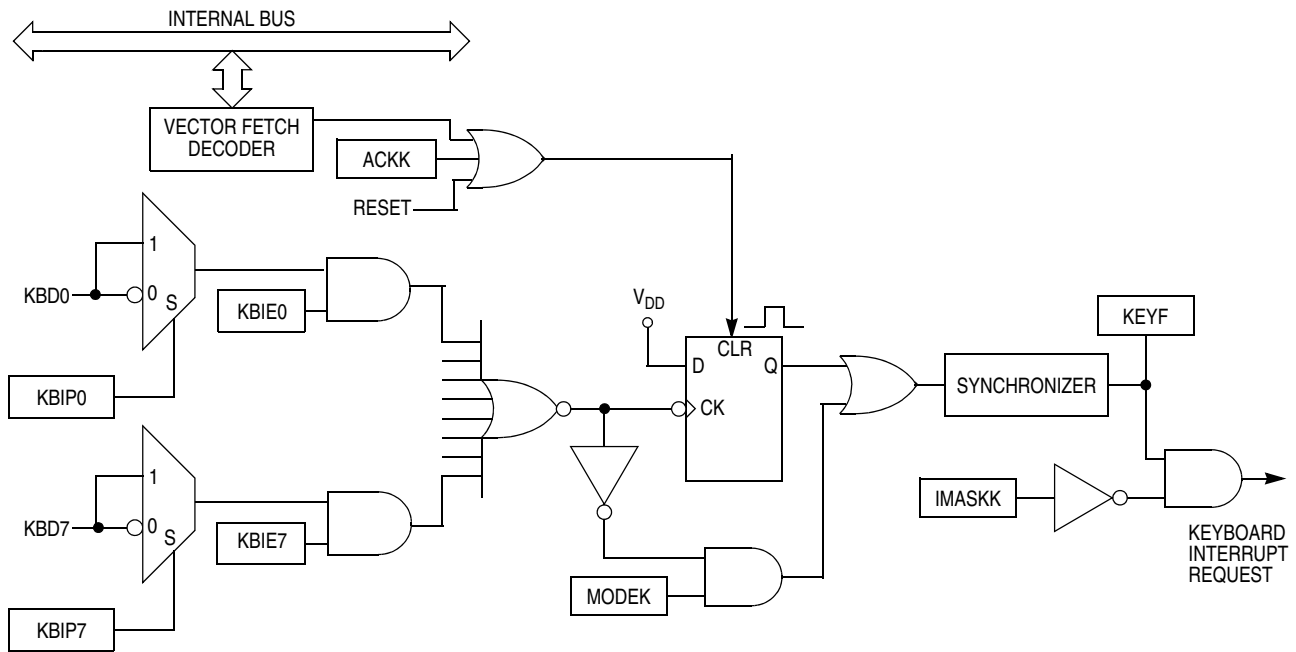 INTERNAL BUS
VECTOR FETCH
DECODER
ACKK
RESET
1
KBD0
0
S
KBIE0
KBIP0
VDD
CLR
D
Q
CK
KEYF
SYNCHRONIZER
1
KBD7
0
S
KBIE7
KBIP7
MODEK
IMASKK
KEYBOARD
INTERRUPT
REQUEST